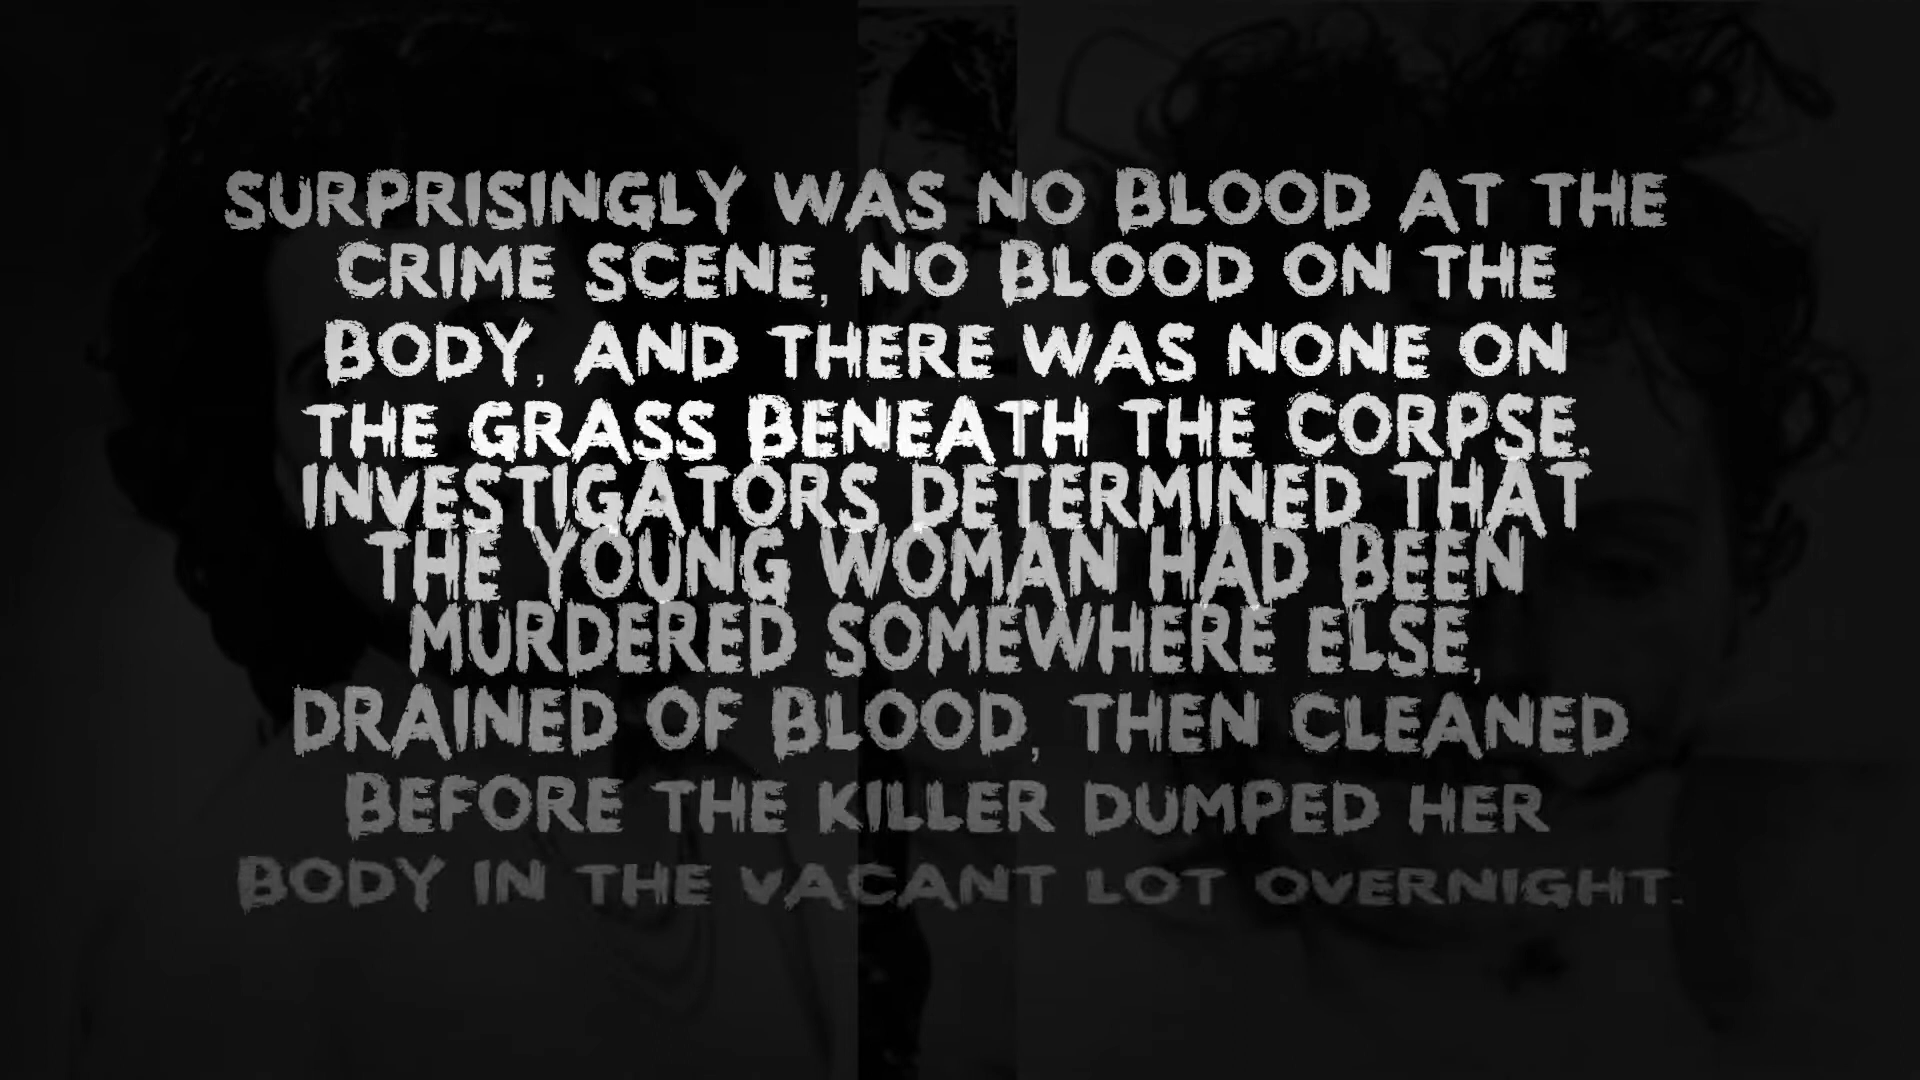 SURPRISINGLY WAS NO BLOOD AT THE
CRIME SCENE, NO BLOOD ON THE
BODY, AND THERE WAS NONE ON
THE GRASS BENEATH THE CORPSE.
INVESTIGATORS DETERMINED THAT
THE YOUNG WOMAN HAD BEEN
MURDERED SOMEWHERE ELSE,
DRAINED OF BLOOD, THEN CLEANED
BEFORE THE KILLER DUMPED HER
BODY IN THE VACANT LOT OVERNIGHT.